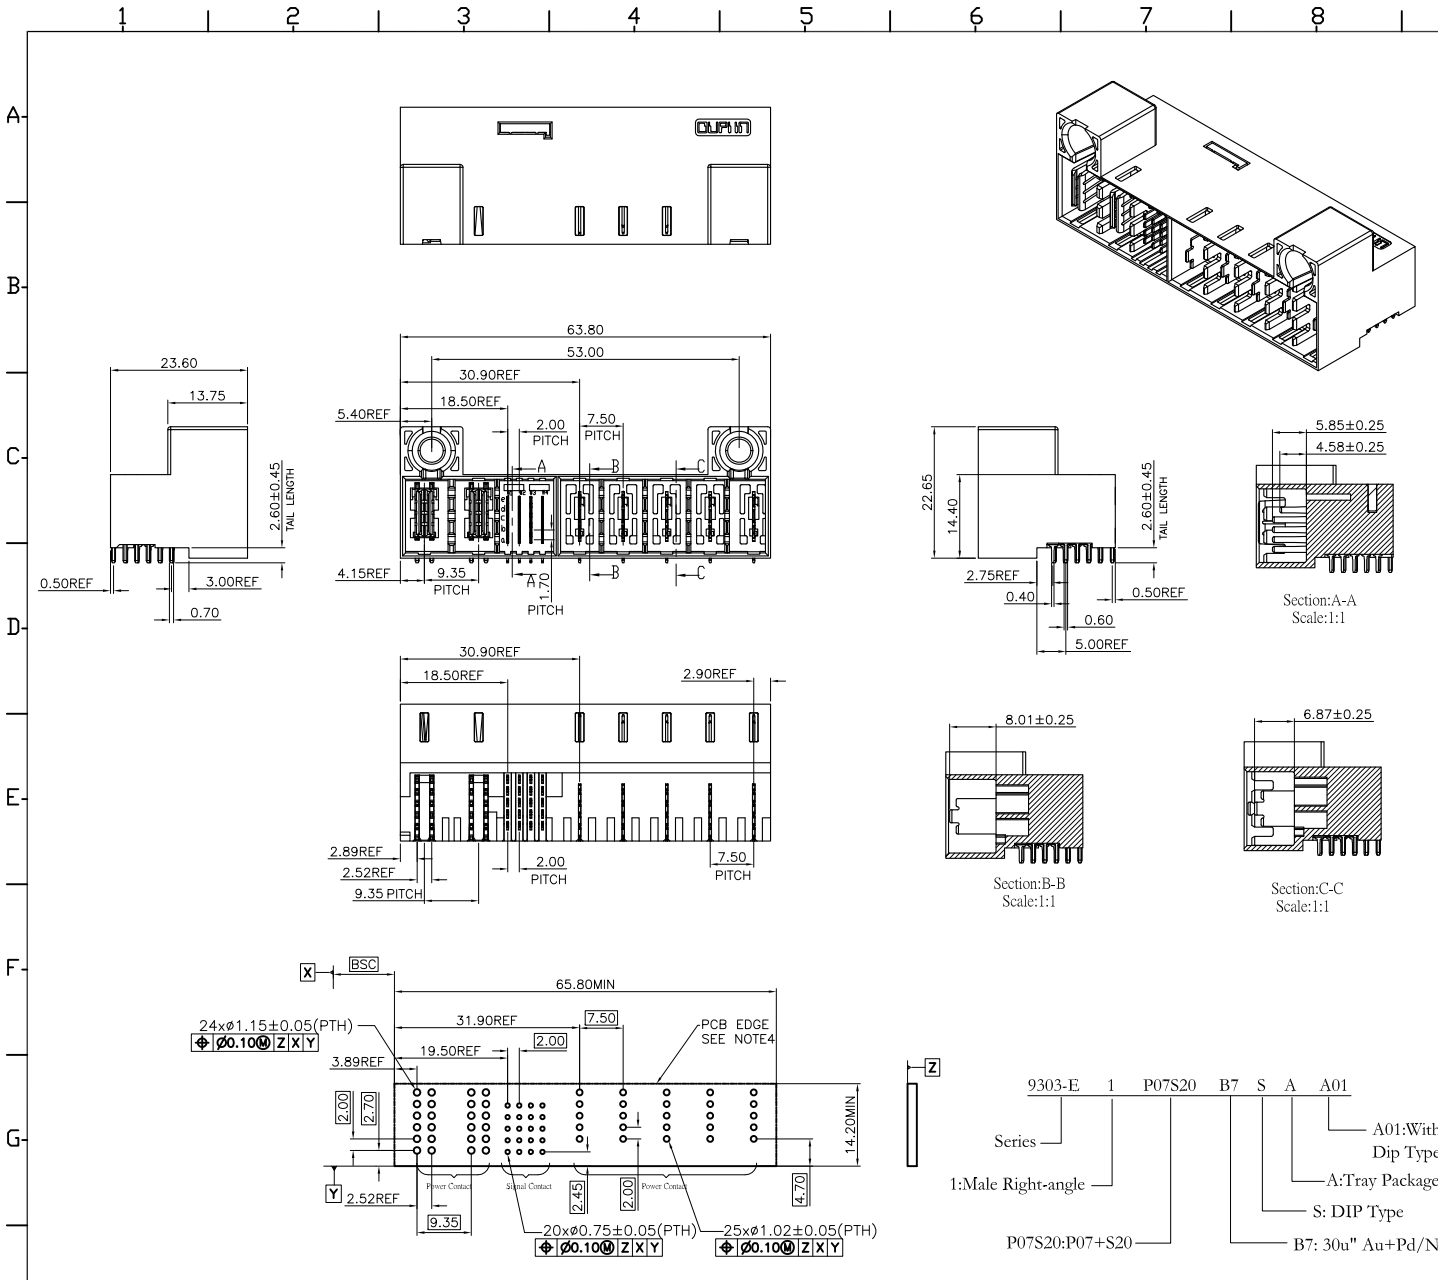 1 2 3 4 5 6 7 8
A
B
C
D
E
F
G
OUPIIN
63.80
53.00
30.90REF
18.50REF
5.40REF
2.00
PITCH
7.50
PITCH
A B C
A B C
4.15REF
9.35
PITCH
1.70
PITCH
23.60
13.75
2.60±0.45
TAIL LENGTH
0.50REF
3.00REF
0.70
22.65
14.40
2.60±0.45
TAIL LENGTH
2.75REF
0.40
0.50REF
0.60
5.00REF
5.85±0.25
4.58±0.25
Section:A-A
Scale:1:1
30.90REF
18.50REF
2.90REF
2.89REF
2.52REF
9.35 PITCH
2.00
PITCH
7.50
PITCH
8.01±0.25
Section:B-B
Scale:1:1
6.87±0.25
Section:C-C
Scale:1:1
X
BSC
65.80MIN
24xø1.15±0.05(PTH)
⌖ Ø0.10Ⓜ Z X Y
31.90REF
7.50
PCB EDGE
SEE NOTE4
19.50REF
2.00
3.89REF
2.00
2.70
14.20MIN
Z
Y
2.52REF
9.35
Power Contact
Signal Contact
Power Contact
2.45
2.00
4.70
20xø0.75±0.05(PTH)
⌖ Ø0.10Ⓜ Z X Y
25xø1.02±0.05(PTH)
⌖ Ø0.10Ⓜ Z X Y
9303-E 1 P07S20 B7 S A A01
Series
A01:With
Dip Type
1:Male Right-angle
A:Tray Package
S: DIP Type
P07S20:P07+S20
B7: 30u" Au+Pd/N